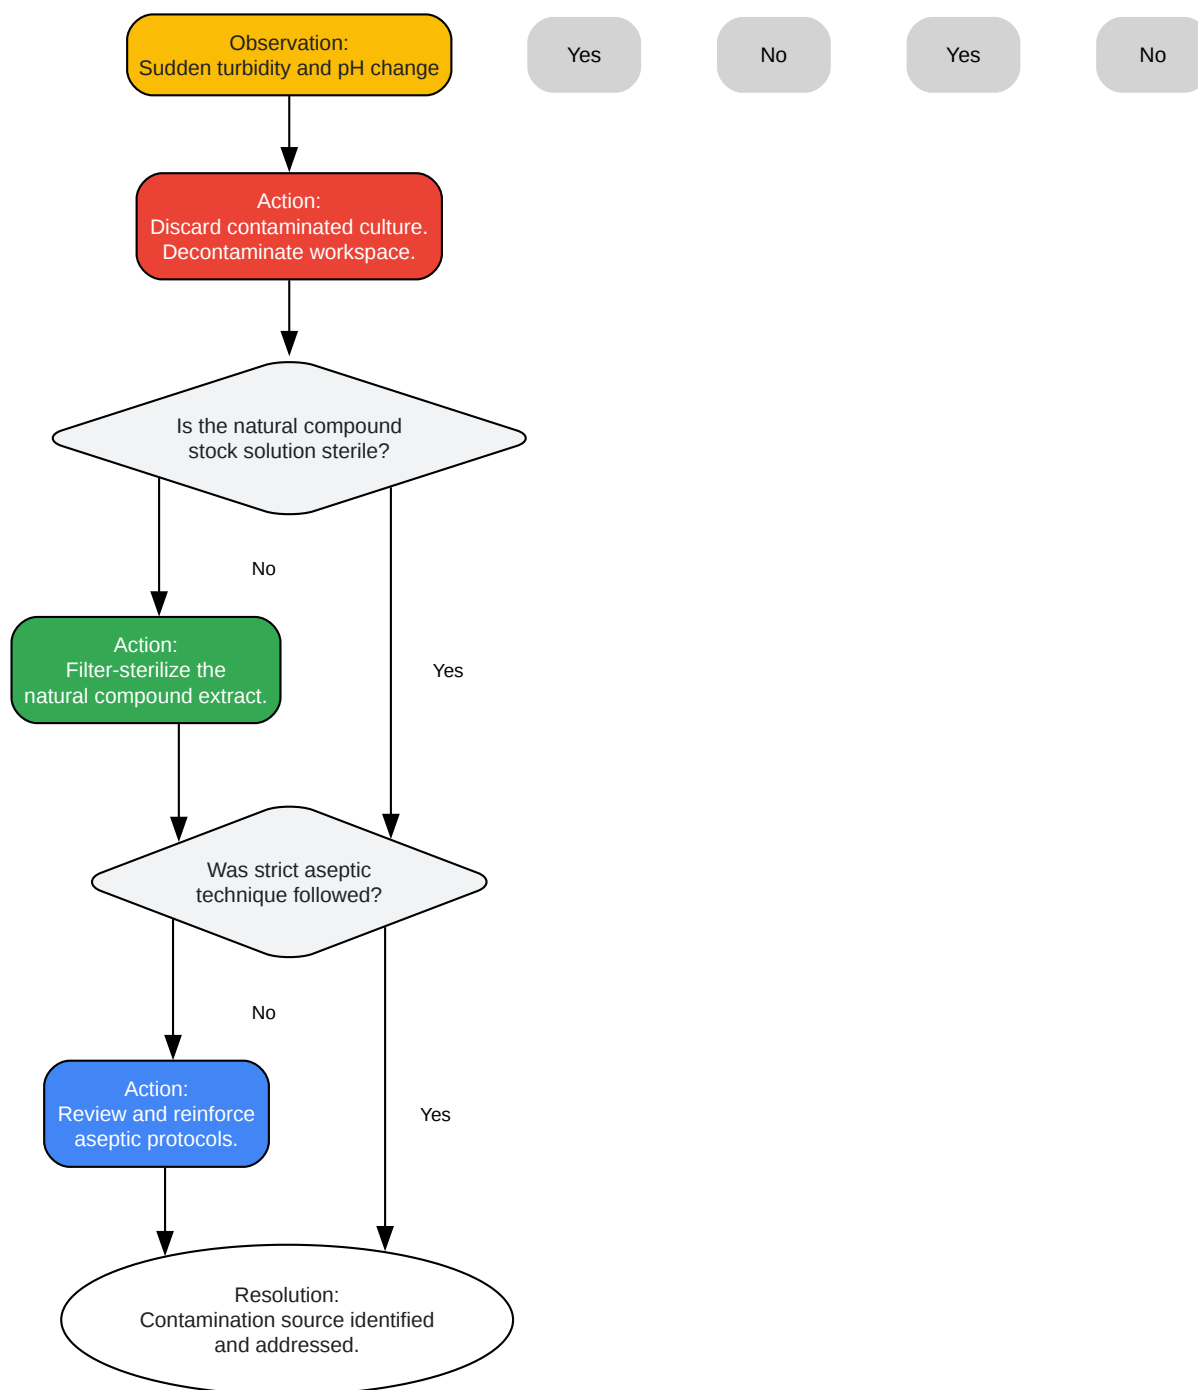 Observation:
Sudden turbidity and pH change
Yes
No
Yes
No
Action:
Discard contaminated culture.
Decontaminate workspace.
Is the natural compound
stock solution sterile?
No
Action:
Filter-sterilize the
natural compound extract.
Yes
Was strict aseptic
technique followed?
No
Action:
Review and reinforce
aseptic protocols.
Yes
Resolution:
Contamination source identified
and addressed.